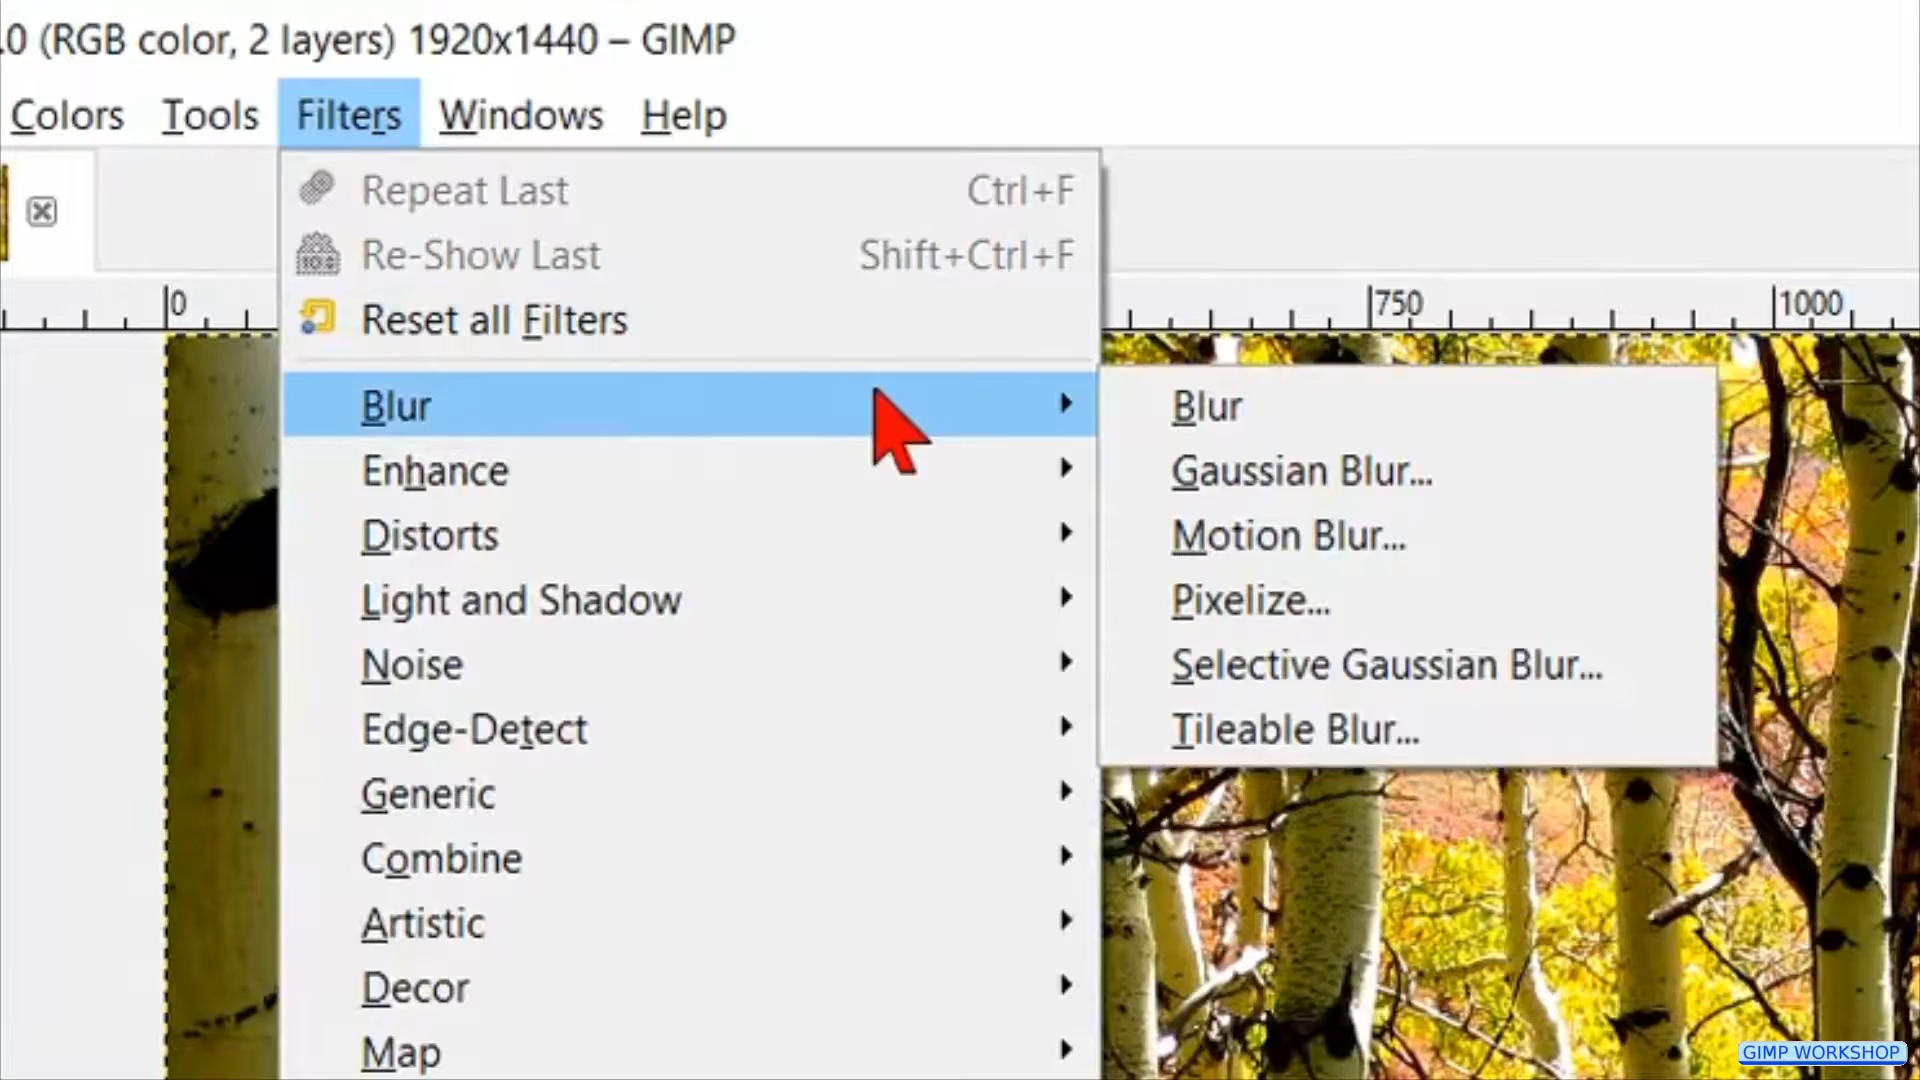 .0 (RGB color, 2 layers) 1920x1440 – GIMP
Colors Tools Filters Windows Help
Repeat Last Ctrl+F
Re-Show Last Shift+Ctrl+F
Reset all Filters
0 750 1000
Blur
Enhance
Distorts
Light and Shadow
Noise
Edge-Detect
Generic
Combine
Artistic
Decor
Map
Blur
Gaussian Blur...
Motion Blur...
Pixelize...
Selective Gaussian Blur...
Tileable Blur...
GIMP WORKSHOP